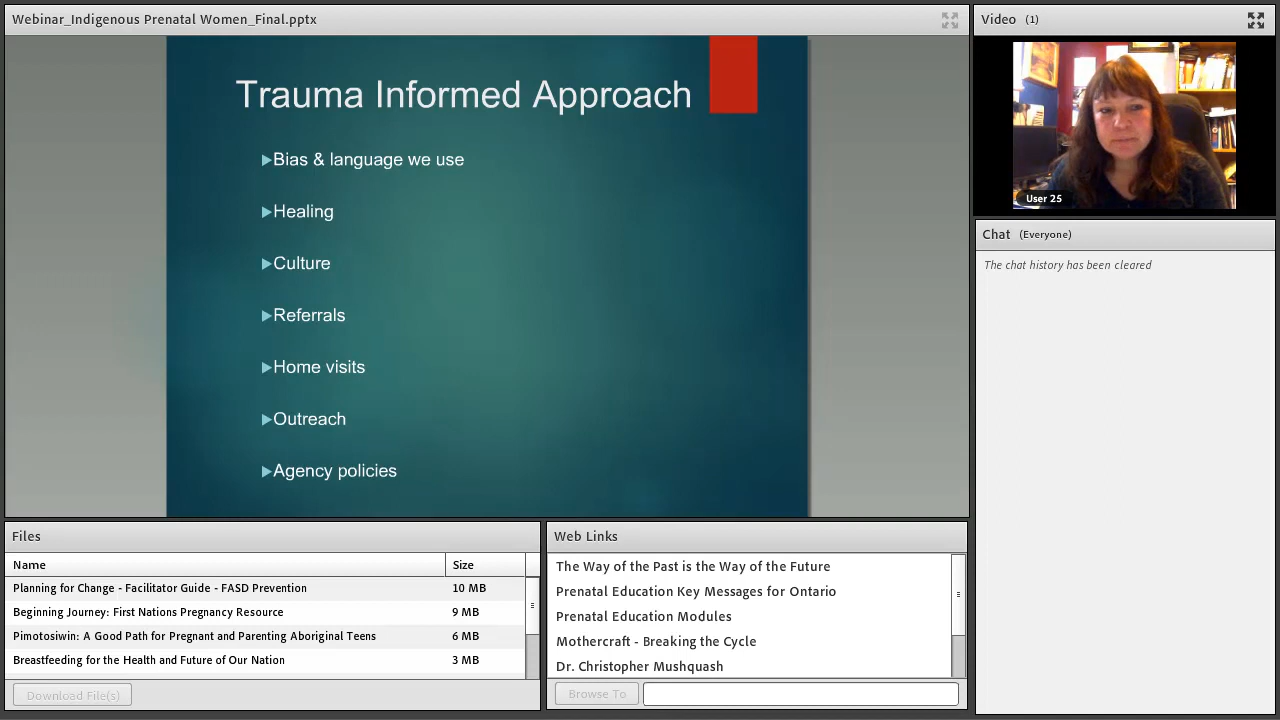 Webinar_Indigenous Prenatal Women_Final.pptx
Trauma Informed Approach
Bias & language we use
Healing
Culture
Referrals
Home visits
Outreach
Agency policies
Video (1)
User 25
Chat (Everyone)
The chat history has been cleared
Files
Name Size
Planning for Change - Facilitator Guide - FASD Prevention 10 MB
Beginning Journey: First Nations Pregnancy Resource 9 MB
Pimotosiwin: A Good Path for Pregnant and Parenting Aboriginal Teens 6 MB
Breastfeeding for the Health and Future of Our Nation 3 MB
Download File(s)
Web Links
The Way of the Past is the Way of the Future
Prenatal Education Key Messages for Ontario
Prenatal Education Modules
Mothercraft - Breaking the Cycle
Dr. Christopher Mushquash
Browse To